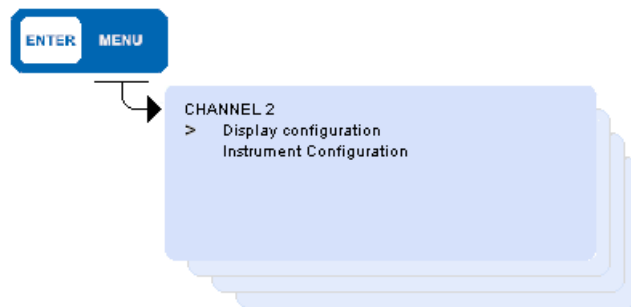 ENTER MENU
CHANNEL 2
> Display configuration
Instrument Configuration